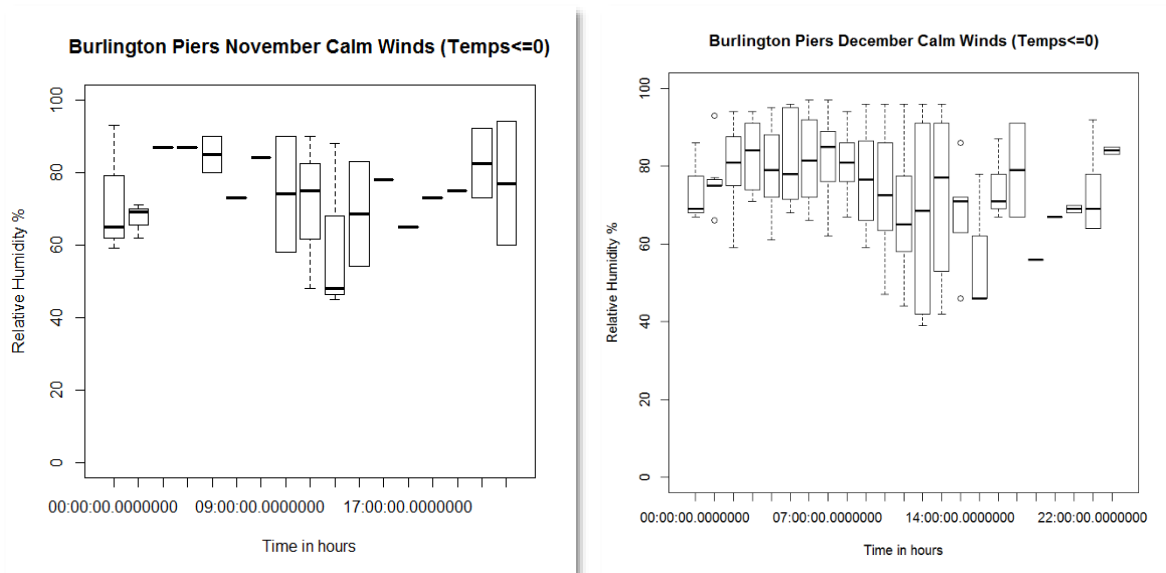 Burlington Piers November Calm Winds (Temps<=0)
Relative Humidity %
100
80
60
40
20
0
00:00:00.0000000 09:00:00.0000000 17:00:00.0000000
Time in hours
Burlington Piers December Calm Winds (Temps<=0)
Relative Humidity %
100
80
60
40
20
0
00:00:00.0000000 07:00:00.0000000 14:00:00.0000000 22:00:00.0000000
Time in hours